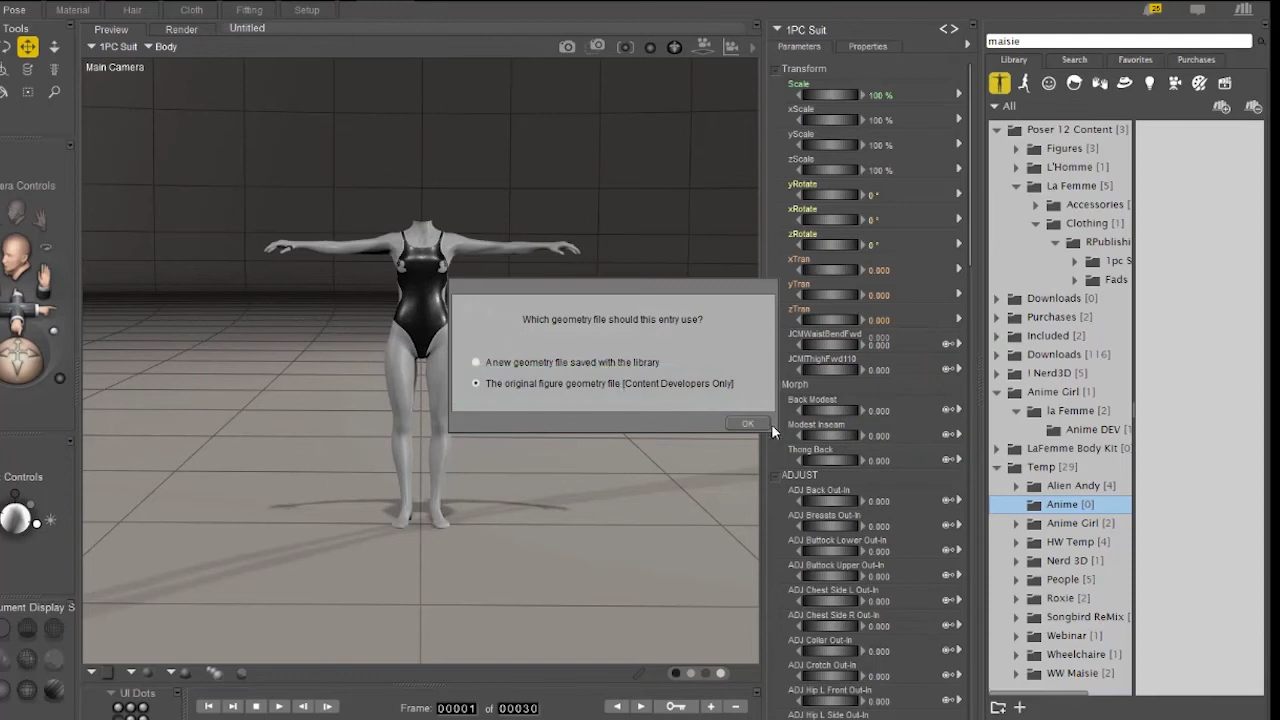 Pose
Material
Hair
Cloth
Fitting
Setup
25
Tools
Preview
Render
Untitled
1PC Suit
Body
Main Camera
era Controls
Controls
ument Display S
UI Dots
Frame: 00001 of 00030
Which geometry file should this entry use?
A new geometry file saved with the library
The original figure geometry file [Content Developers Only]
OK
1PC Suit
Parameters
Properties
Transform
Scale
100 %
xScale
100 %
yScale
100 %
zScale
100 %
yRotate
0 °
xRotate
0 °
zRotate
0 °
xTran
0.000
yTran
0.000
zTran
0.000
JCMWaistBendFwd
0.000
0.000
JCMlThighFwd110
0.000
Morph
Back Modest
0.000
Modest Inseam
0.000
Thong Back
0.000
ADJUST
ADJ Back Out-In
0.000
ADJ Breasts Out-In
0.000
ADJ Buttock Lower Out-In
0.000
ADJ Buttock Upper Out-In
0.000
ADJ Chest Side L Out-In
0.000
ADJ Chest Side R Out-In
0.000
ADJ Collar Out-In
0.000
ADJ Crotch Out-In
0.000
ADJ Hip L Front Out-In
0.000
ADJ Hip L Side Out-In
maisie
Library
Search
Favorites
Purchases
All
Poser 12 Content [3]
Figures [3]
L'Homme [1]
La Femme [5]
Accessories [
Clothing [1]
RPublishi
1pc S
Fads
Downloads [0]
Purchases [2]
Included [2]
Downloads [116]
! Nerd3D [1]
Anime Girl [1]
la Femme [2]
Anime DEV [
LaFemme Body Kit [0
Temp [29]
Alien Andy [4]
Anime [0]
Anime Girl [2]
HW Temp [4]
Nerd 3D [1]
People [5]
Roxie [2]
Songbird ReMix [
Webinar [1]
Wheelchaire [1]
WW Maisie [2]